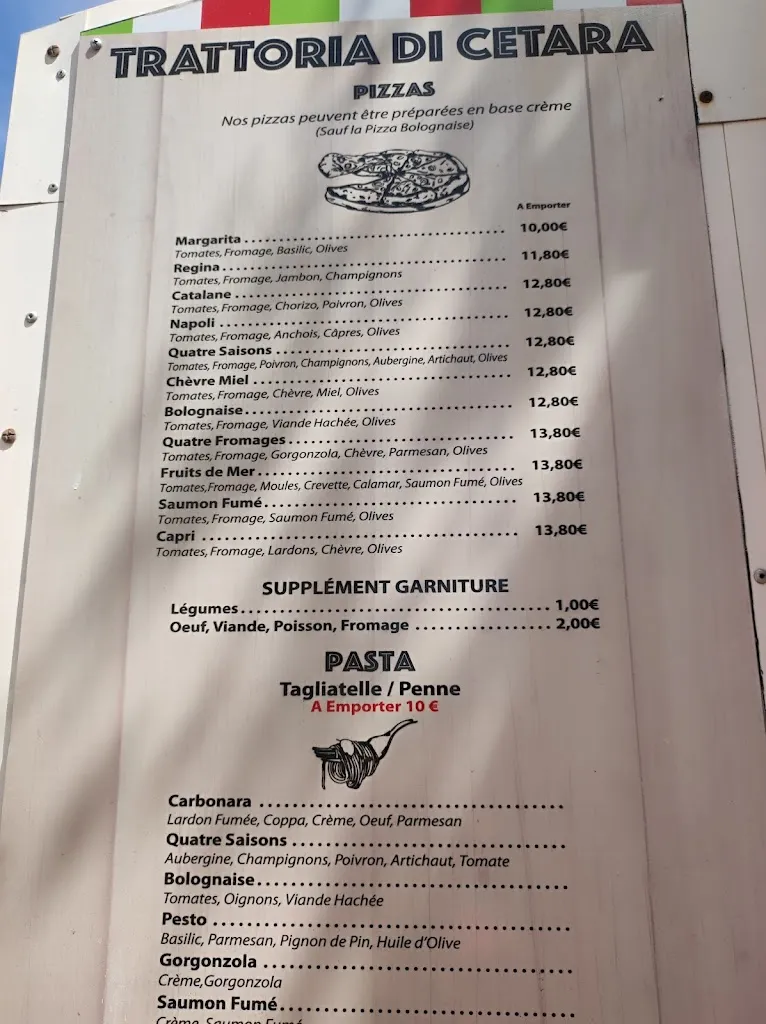 TRATTORIA DI CETARA
PIZZAS
Nos pizzas peuvent être préparées en base crème
(Sauf la Pizza Bolognaise)
A Emporter
Margarita 10,00€
Tomates, Fromage, Basilic, Olives
Regina 11,80€
Tomates, Fromage, Jambon, Champignons
Catalane 12,80€
Tomates, Fromage, Chorizo, Poivron, Olives
Napoli 12,80€
Tomates, Fromage, Anchois, Câpres, Olives
Quatre Saisons 12,80€
Tomates, Fromage, Poivron, Champignons, Aubergine, Artichaut, Olives
Chèvre Miel 12,80€
Tomates, Fromage, Chèvre, Miel, Olives
Bolognaise 12,80€
Tomates, Fromage, Viande Hachée, Olives
Quatre Fromages 13,80€
Tomates, Fromage, Gorgonzola, Chèvre, Parmesan, Olives
Fruits de Mer 13,80€
Tomates,Fromage, Moules, Crevette, Calamar, Saumon Fumé, Olives
Saumon Fumé 13,80€
Tomates, Fromage, Saumon Fumé, Olives
Capri 13,80€
Tomates, Fromage, Lardons, Chèvre, Olives
SUPPLÉMENT GARNITURE
Légumes 1,00€
Oeuf, Viande, Poisson, Fromage 2,00€
PASTA
Tagliatelle / Penne
A Emporter 10 €
Carbonara
Lardon Fumée, Coppa, Crème, Oeuf, Parmesan
Quatre Saisons
Aubergine, Champignons, Poivron, Artichaut, Tomate
Bolognaise
Tomates, Oignons, Viande Hachée
Pesto
Basilic, Parmesan, Pignon de Pin, Huile d'Olive
Gorgonzola
Crème,Gorgonzola
Saumon Fumé
Crème, Saumon Fumé